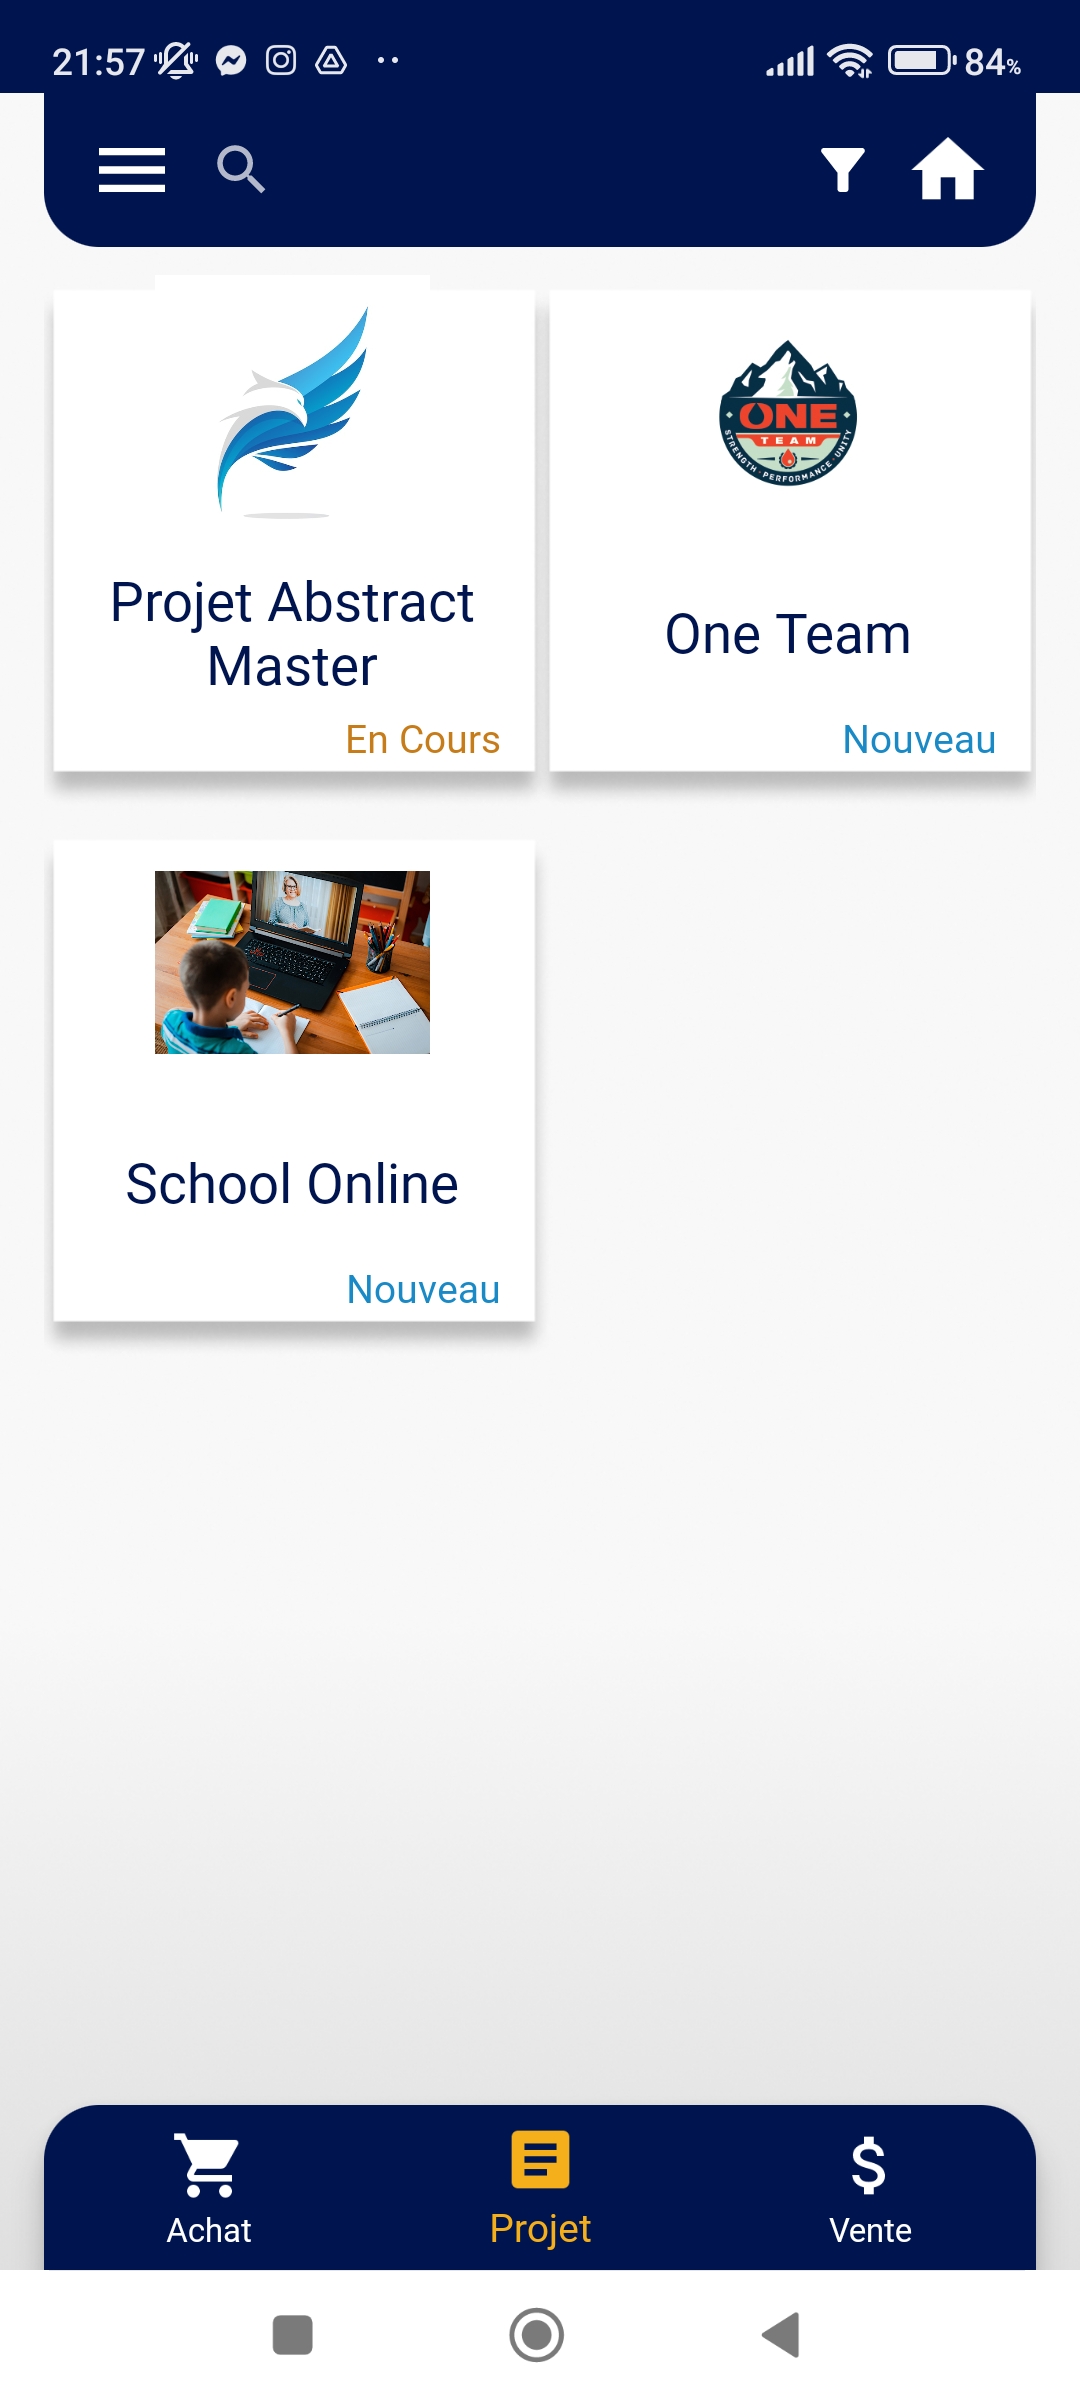 21:57
84%
ONE
TEAM
STRENGTH · PERFORMANCE · UNITY
Projet Abstract
Master
En Cours
One Team
Nouveau
School Online
Nouveau
Achat
Projet
Vente